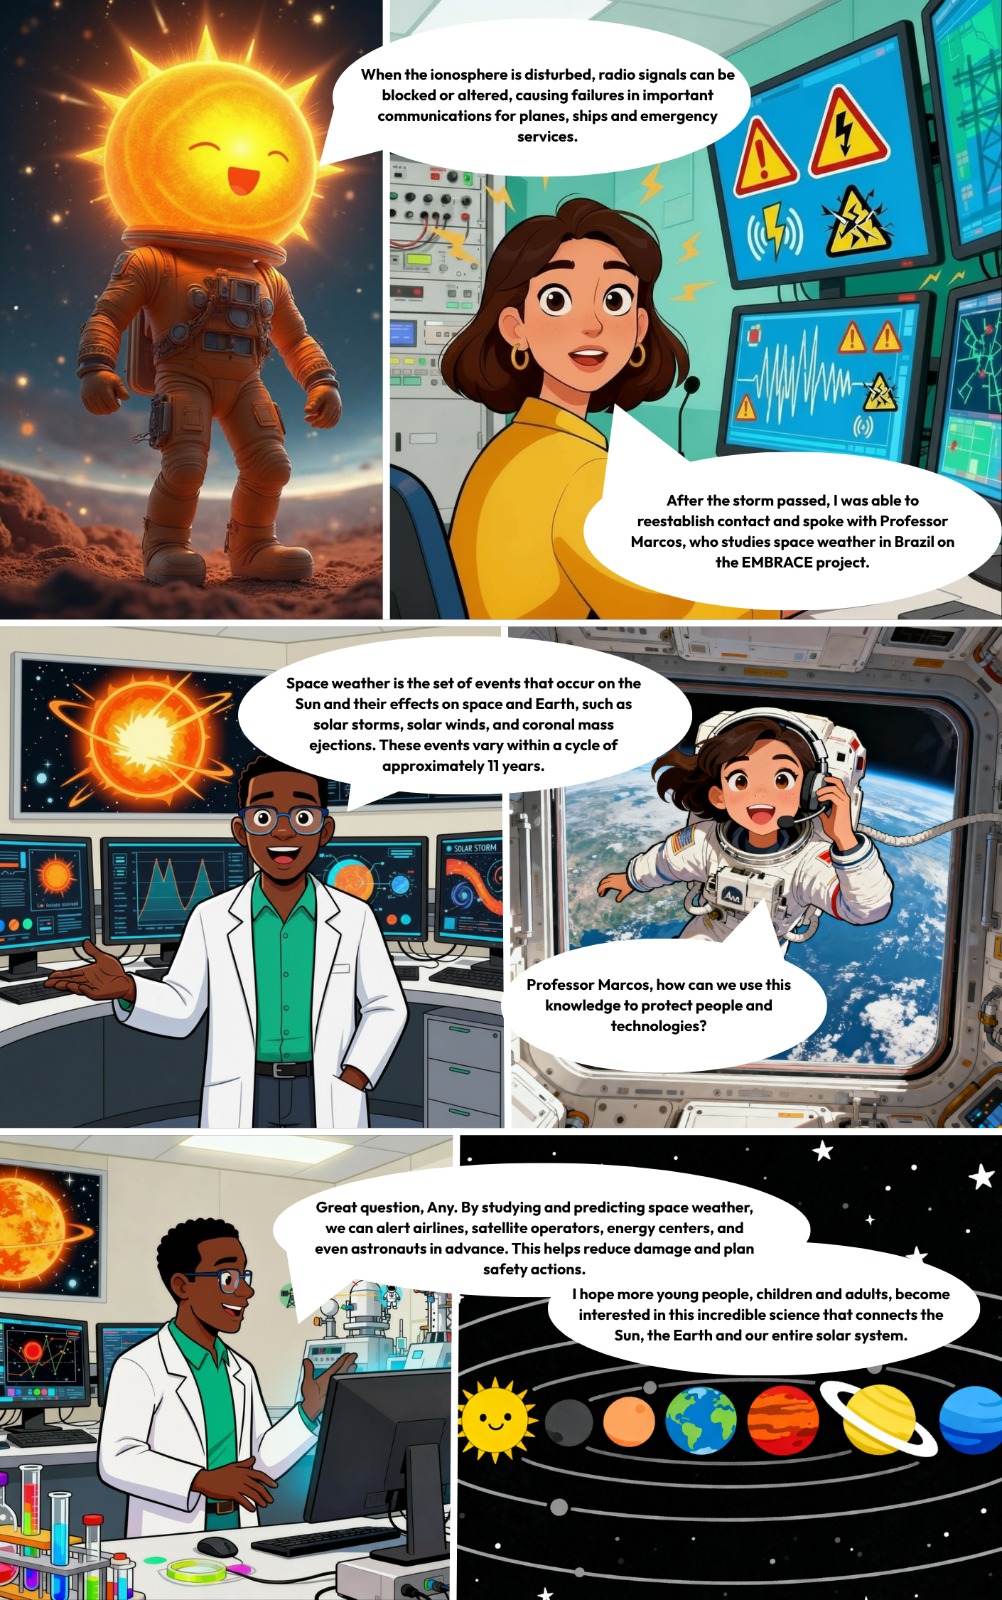 When the ionosphere is disturbed, radio signals can be
blocked or altered, causing failures in important
communications for planes, ships and emergency
services.
After the storm passed, I was able to
reestablish contact and spoke with Professor
Marcos, who studies space weather in Brazil on
the EMBRACE project.
Space weather is the set of events that occur on the
Sun and their effects on space and Earth, such as
solar storms, solar winds, and coronal mass
ejections. These events vary within a cycle of
approximately 11 years.
SOLAR STORM
Professor Marcos, how can we use this
knowledge to protect people and
technologies?
Great question, Any. By studying and predicting space weather,
we can alert airlines, satellite operators, energy centers, and
even astronauts in advance. This helps reduce damage and plan
safety actions.
I hope more young people, children and adults, become
interested in this incredible science that connects the
Sun, the Earth and our entire solar system.